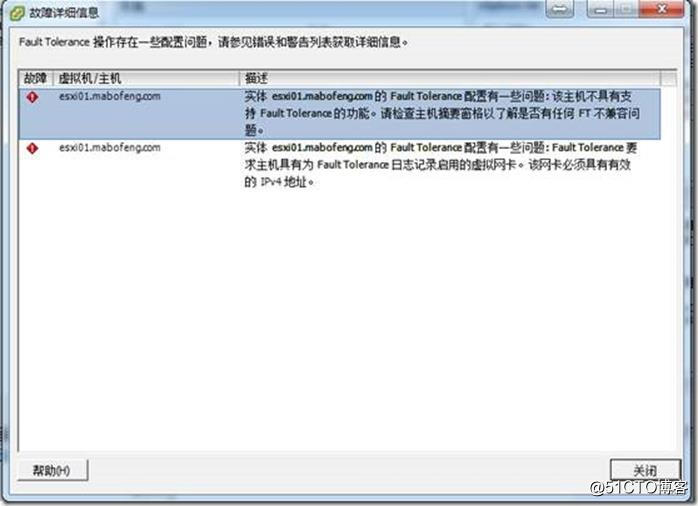 故障详细信息
Fault Tolerance 操作存在一些配置问题，请参见错误和警告列表获取详细信息。
故障 虚拟机/主机 描述
esxi01.mabofeng.com 实体 esxi01.mabofeng.com 的 Fault Tolerance 配置有一些问题: 该主机不具有支
持 Fault Tolerance 的功能。请检查主机摘要窗格以了解是否有任何 FT 不兼容问
题。
esxi01.mabofeng.com 实体 esxi01.mabofeng.com 的 Fault Tolerance 配置有一些问题: Fault Tolerance 要
求主机具有为 Fault Tolerance 日志记录启用的虚拟网卡。该网卡必须具有有效
的 IPv4 地址。
帮助(H) 关闭
@51CTO博客